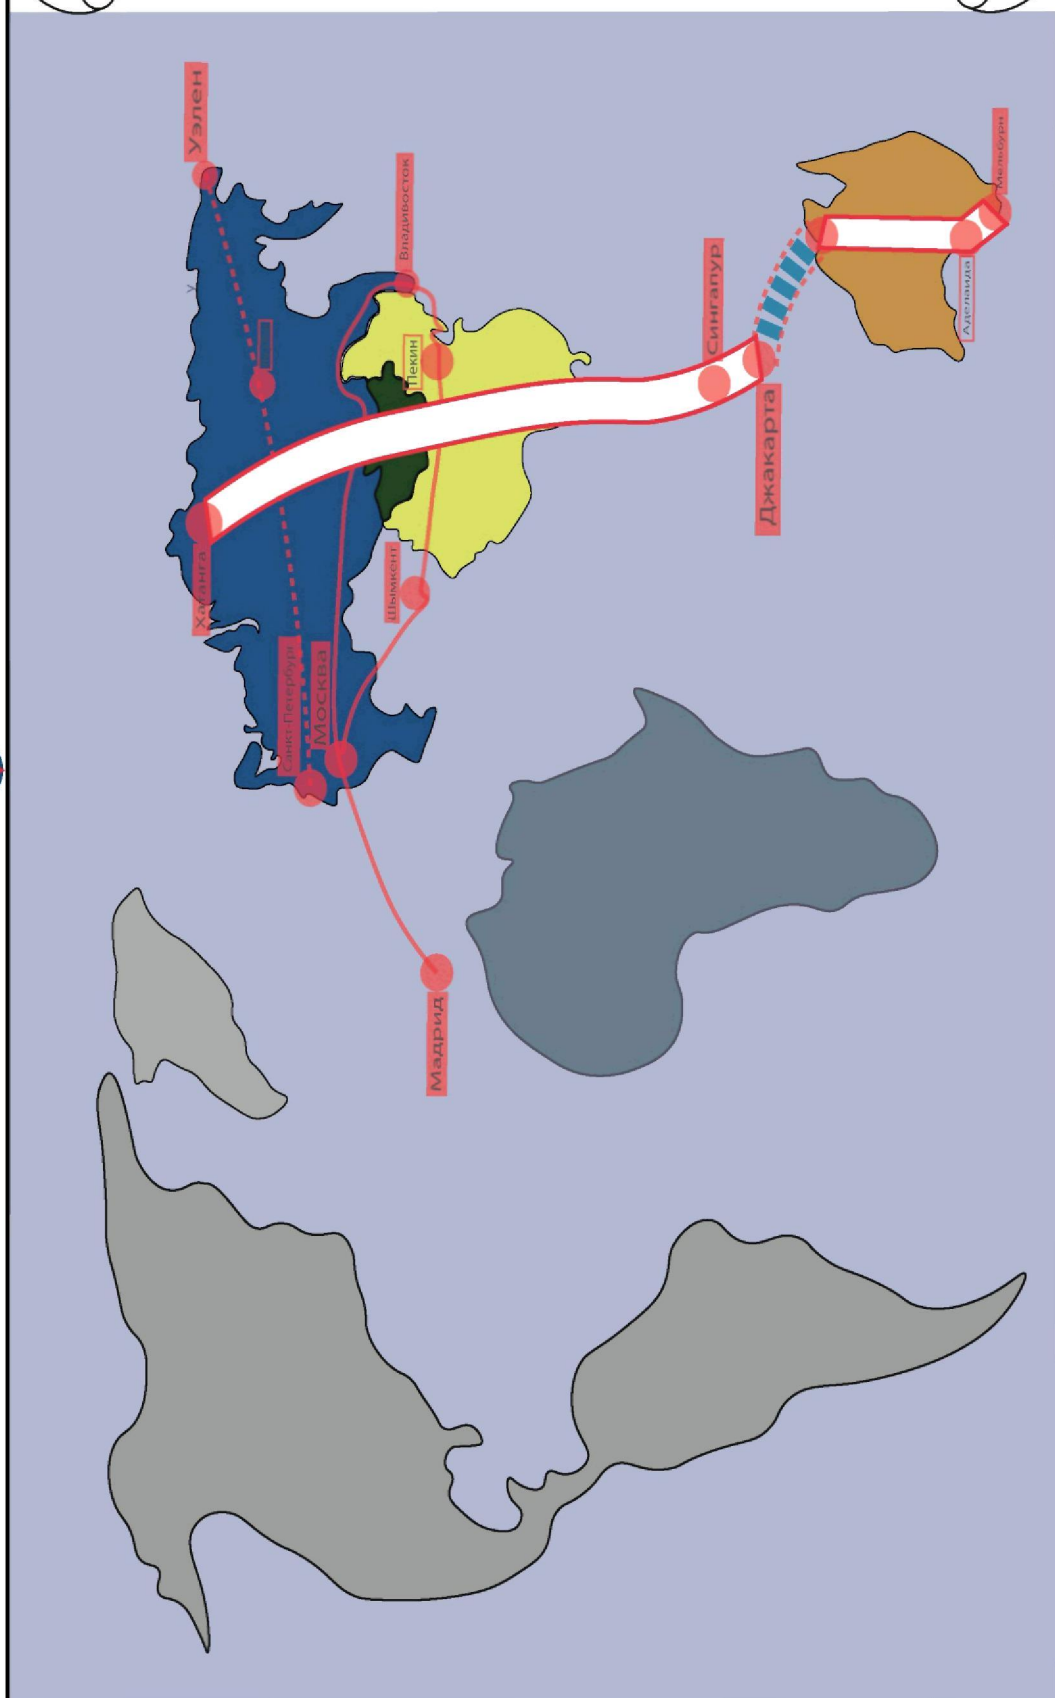 Уэлен
Владивосток
Мельбурн
Сингапур
Аделаида
Пекин
Джакарта
Хатанга
Шымкент
Санкт-Петербург
Москва
Мадрид
У